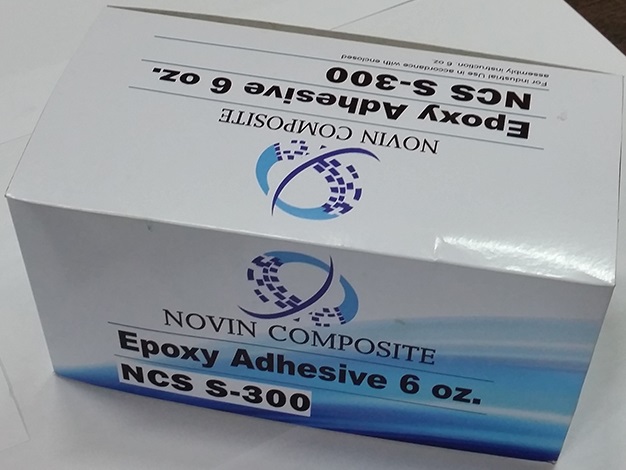 NOVIN COMPOSITE
Epoxy Adhesive 6 oz.
NCS S-300
For industrial Use in accordance with enclosed
assembly instruction. 6 oz
NOVIN COMPOSITE
Epoxy Adhesive 6 oz.
NCS S-300